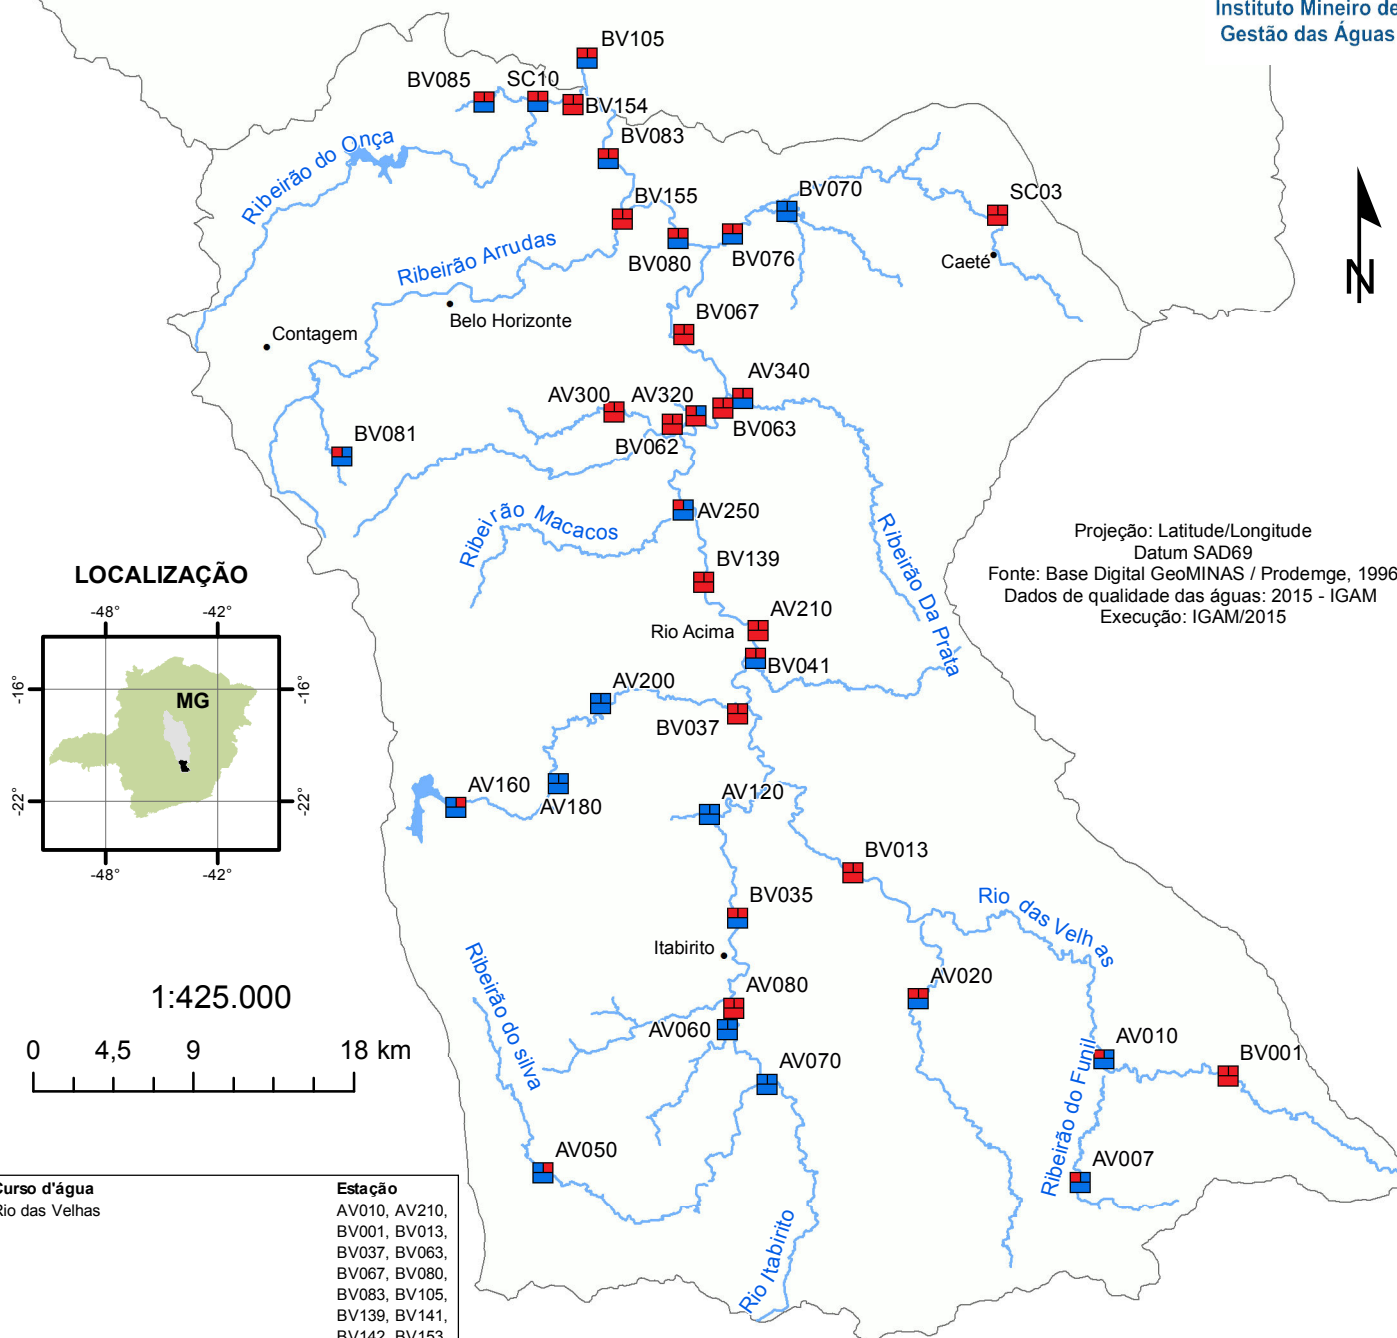 Instituto Mineiro de
Gestão das Águas
BV105
BV085
SC10
BV154
BV083
Ribeirão do Onça
BV155
BV070
SC03
BV080
BV076
Caeté
Ribeirão Arrudas
Belo Horizonte
Contagem
BV067
N
AV340
AV300
AV320
BV063
BV062
BV081
AV250
Ribeirão Macacos
Ribeirão Da Prata
Projeção: Latitude/Longitude
Datum SAD69
Fonte: Base Digital GeoMINAS / Prodemge, 1996
Dados de qualidade das águas: 2015 - IGAM
Execução: IGAM/2015
BV139
AV210
Rio Acima
BV041
LOCALIZAÇÃO
-48°
-42°
-16°
-16°
MG
-22°
-22°
-48°
-42°
AV200
BV037
AV160
AV180
AV120
BV013
BV035
Rio das Velhas
Itabirito
AV020
AV080
AV060
AV070
Ribeirão do silva
AV010
BV001
Ribeirão do Funil
AV007
AV050
Rio Itabirito
1:425.000
0 4,5 9 18 km
Curso d'água Estação
Rio das Velhas AV010, AV210,
BV001, BV013,
BV037, BV063,
BV067, BV080,
BV083, BV105,
BV139, BV141,
BV142, BV153